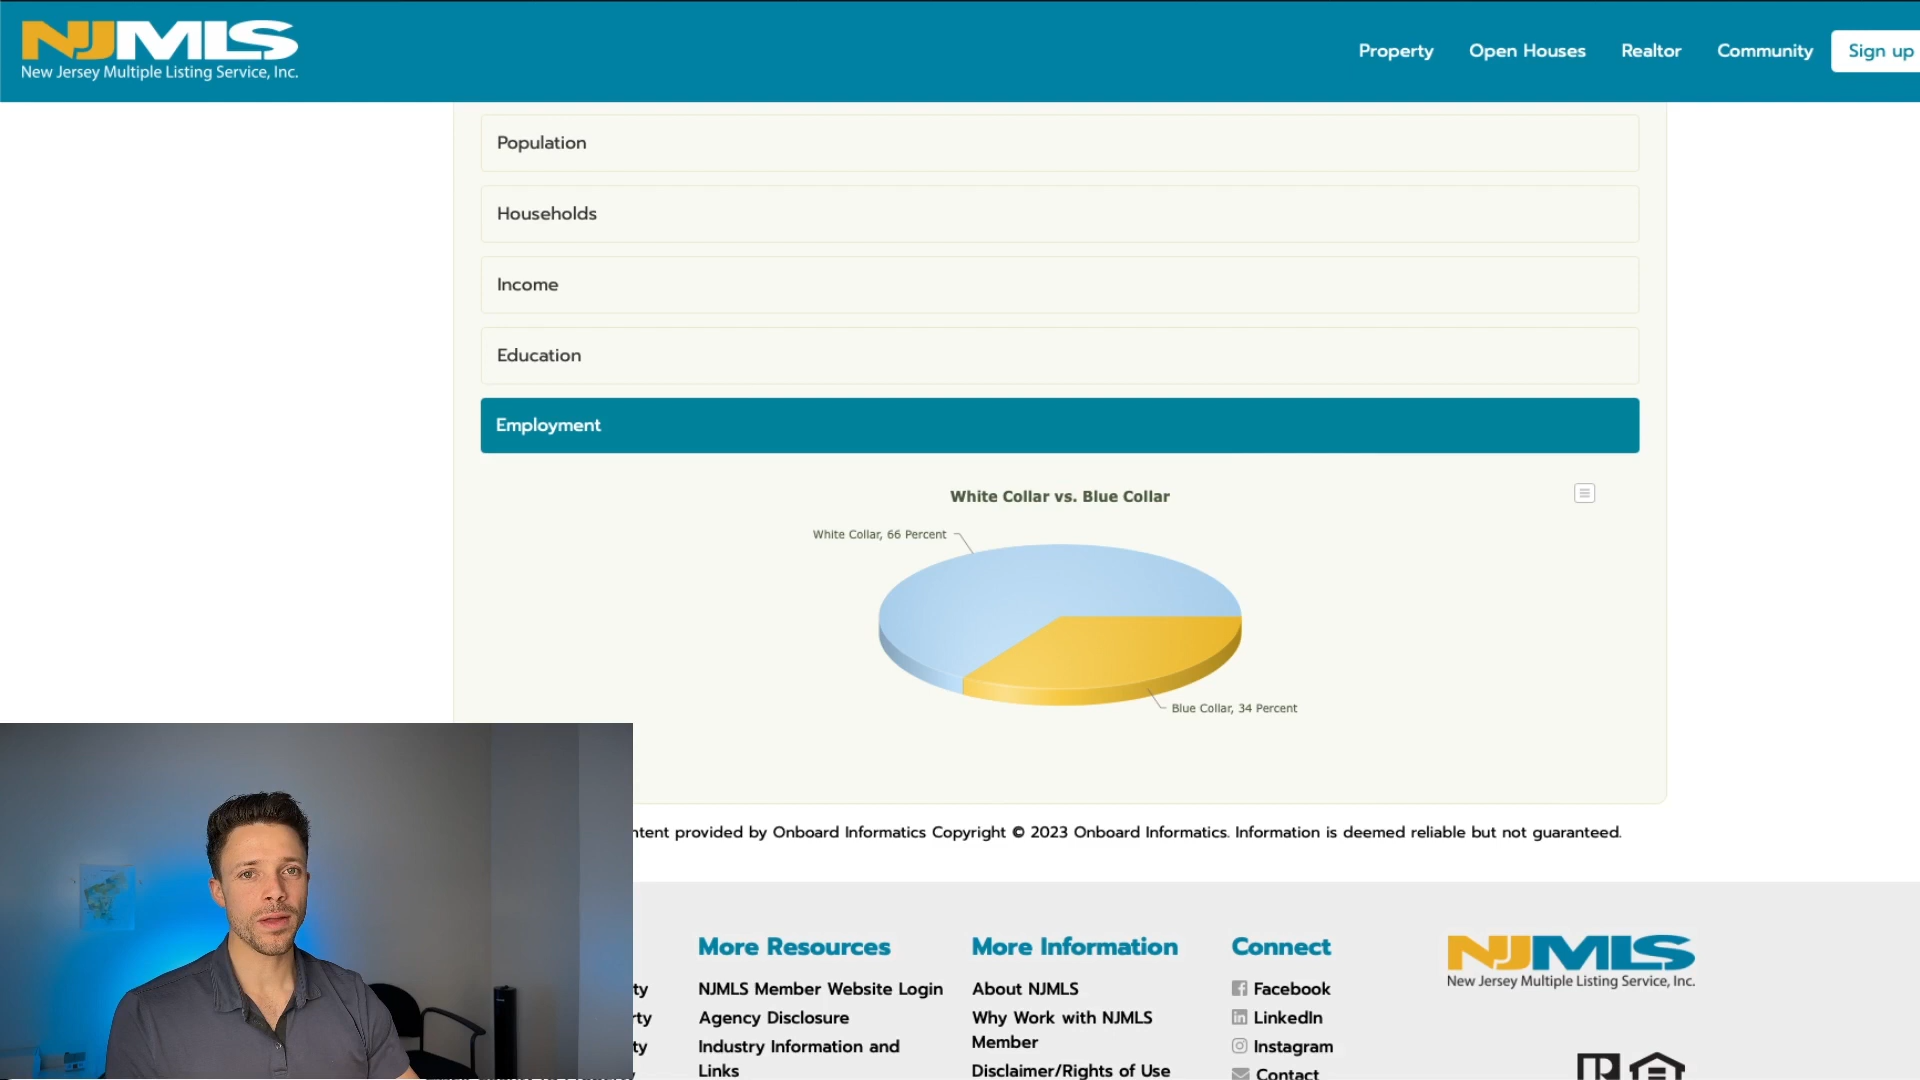 NJMLS
New Jersey Multiple Listing Service, Inc.
Property Open Houses Realtor Community Sign up
Population
Households
Income
Education
Employment
White Collar vs. Blue Collar
White Collar, 66 Percent
Blue Collar, 34 Percent
ntent provided by Onboard Informatics Copyright © 2023 Onboard Informatics. Information is deemed reliable but not guaranteed.
More Resources
NJMLS Member Website Login
Agency Disclosure
Industry Information and
Links
More Information
About NJMLS
Why Work with NJMLS
Member
Disclaimer/Rights of Use
Connect
Facebook
LinkedIn
Instagram
Contact
NJMLS
New Jersey Multiple Listing Service, Inc.
ty
rty
ty